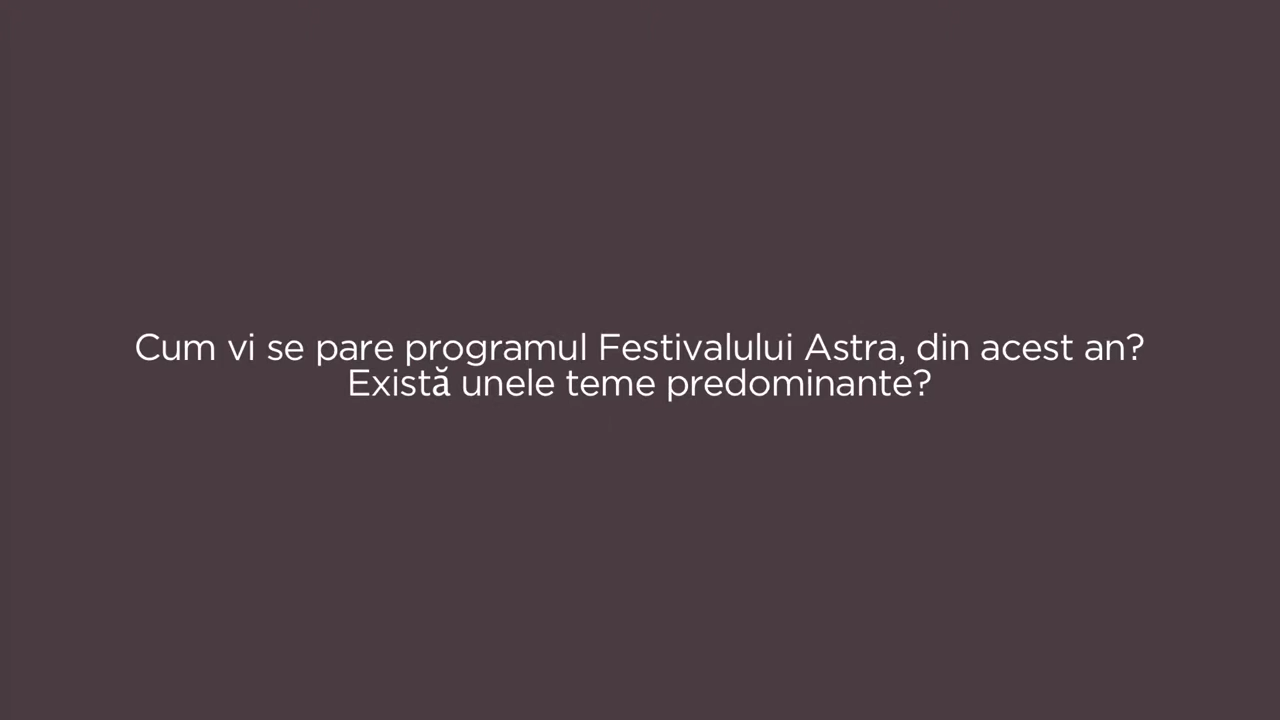 Cum vi se pare programul Festivalului Astra, din acest an?
Există unele teme predominante?